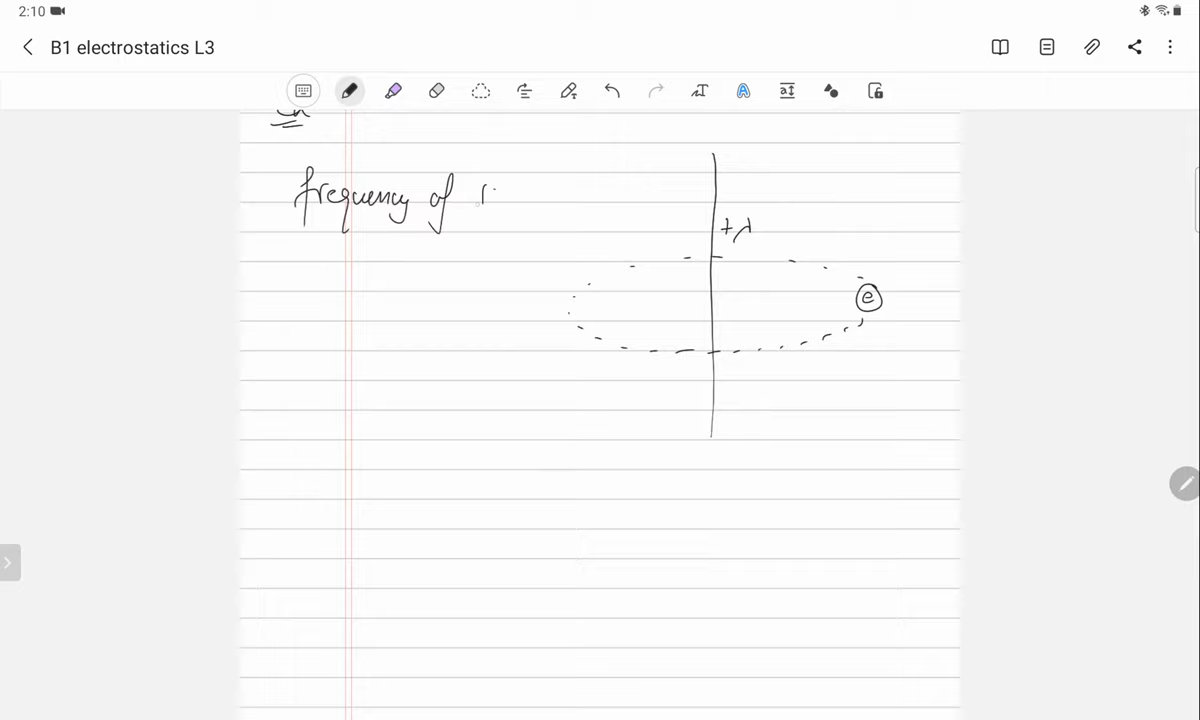 2:10
B1 electrostatics L3
frequency of
+λ
e